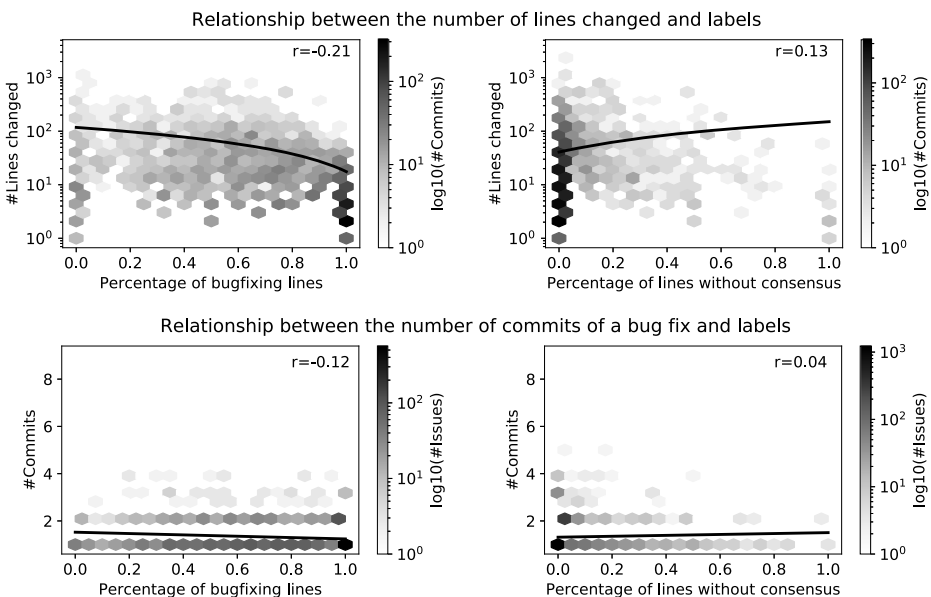 Relationship between the number of lines changed and labels
r=-0.21
10^3
10^2
10^1
10^0
#Lines changed
0.0 0.2 0.4 0.6 0.8 1.0
Percentage of bugfixing lines
10^2
10^1
10^0
log10(#Commits)
r=0.13
10^3
10^2
10^1
10^0
#Lines changed
0.0 0.2 0.4 0.6 0.8 1.0
Percentage of lines without consensus
10^2
10^1
10^0
log10(#Commits)
Relationship between the number of commits of a bug fix and labels
r=-0.12
8
6
4
2
#Commits
0.0 0.2 0.4 0.6 0.8 1.0
Percentage of bugfixing lines
10^2
10^1
10^0
log10(#Issues)
r=0.04
8
6
4
2
#Commits
0.0 0.2 0.4 0.6 0.8 1.0
Percentage of lines without consensus
10^3
10^2
10^1
10^0
log10(#Issues)